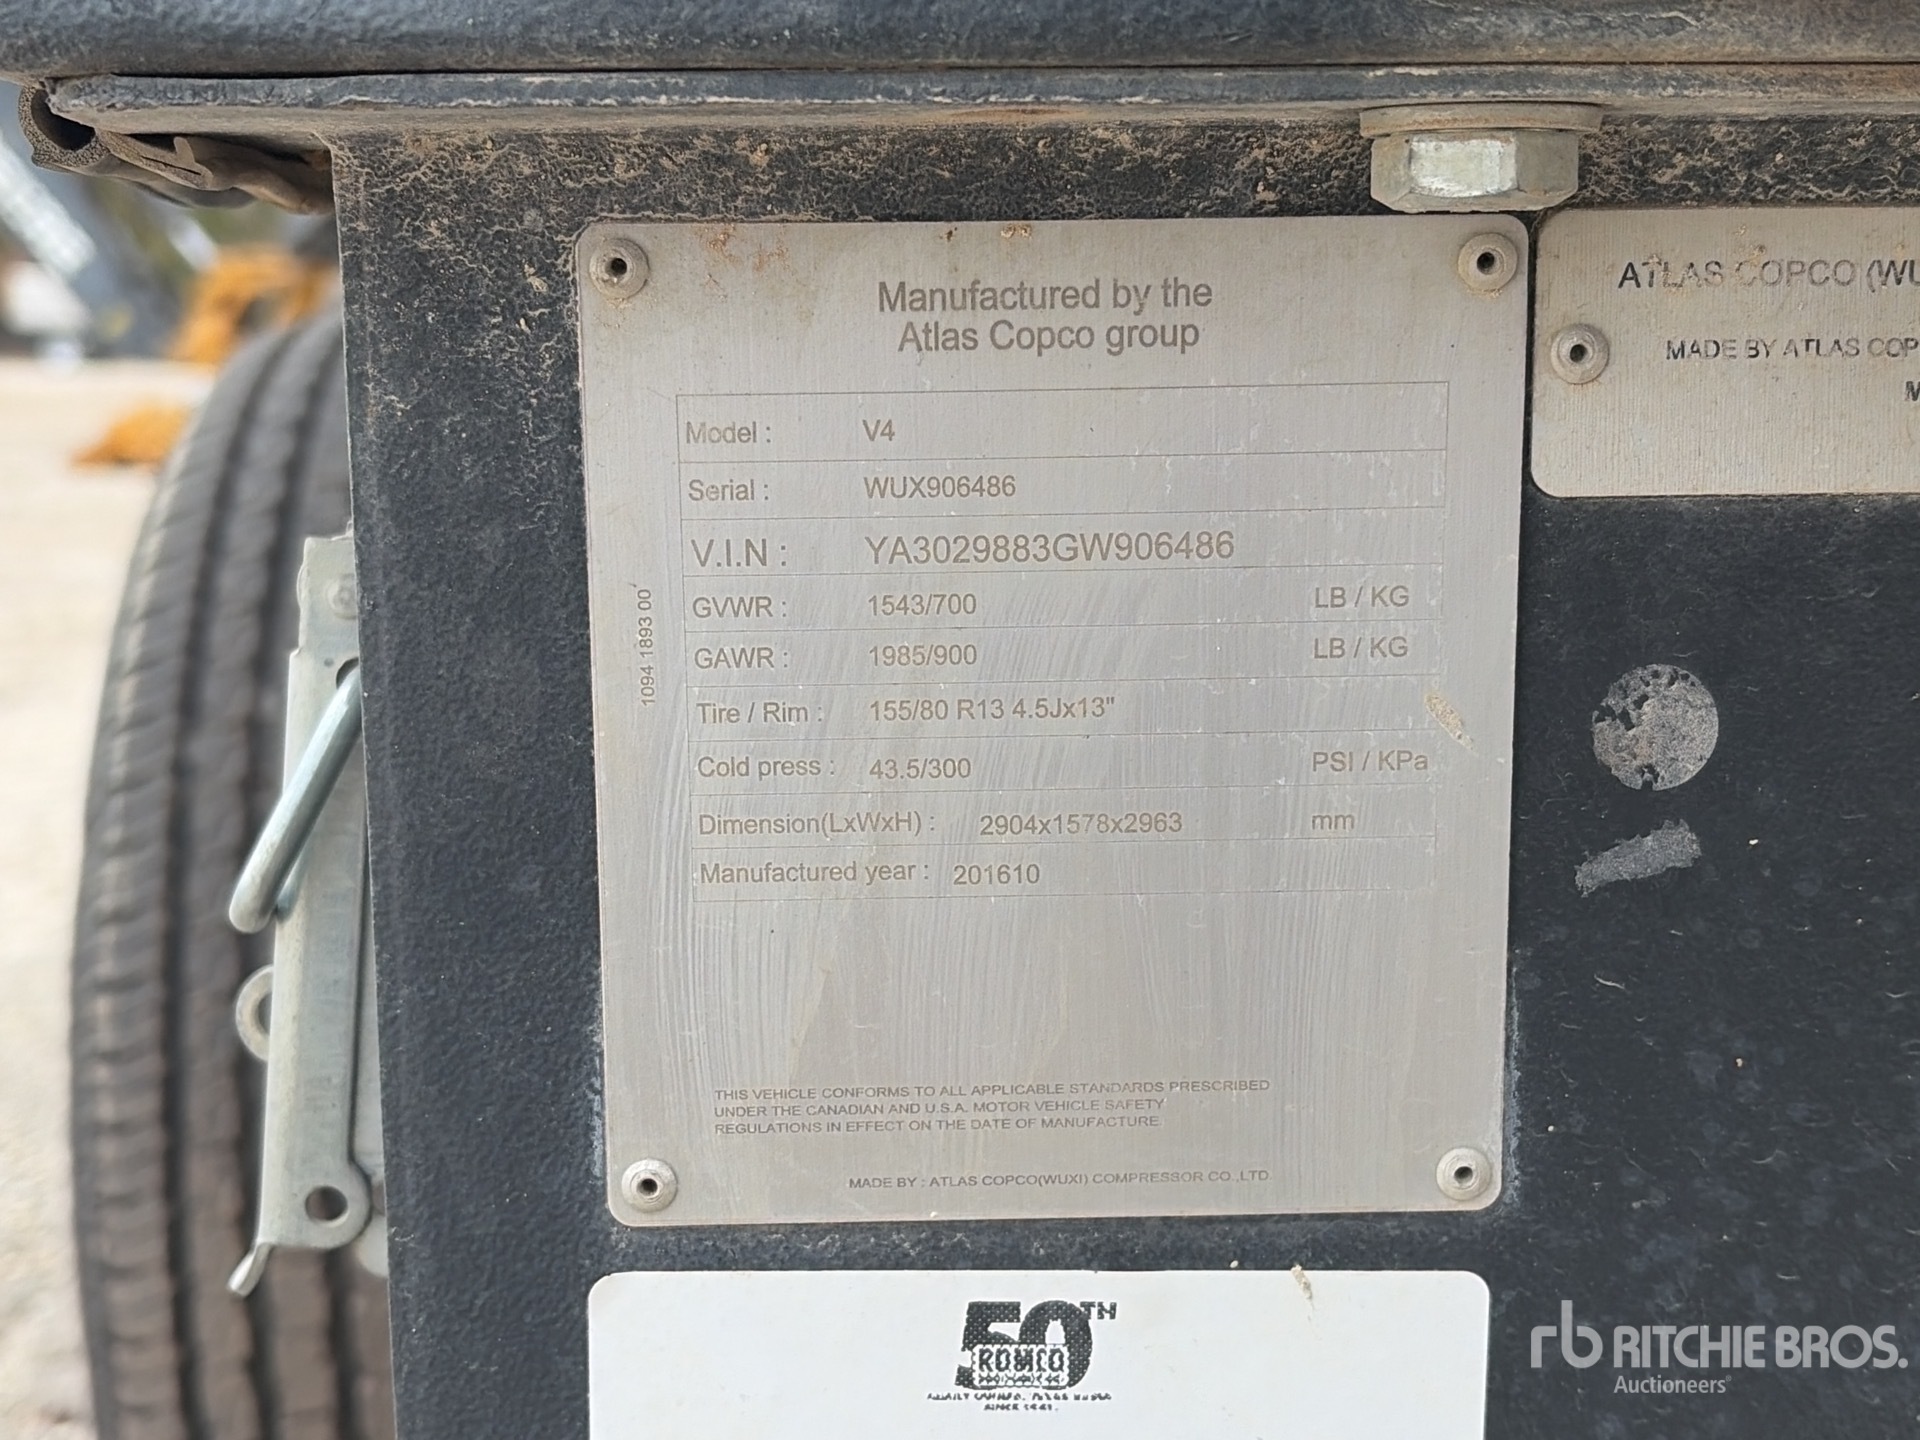 Manufactured by the
Atlas Copco group
Model : V4
Serial : WUX906486
V.I.N : YA3029883GW906486
GVWR : 1543/700 LB / KG
GAWR : 1985/900 LB / KG
Tire / Rim : 155/80 R13 4.5Jx13"
Cold press : 43.5/300 PSI / KPa
Dimension(LxWxH) : 2904x1578x2963 mm
Manufactured year : 201610
1094 1893 00
THIS VEHICLE CONFORMS TO ALL APPLICABLE STANDARDS PRESCRIBED
UNDER THE CANADIAN AND U.S.A. MOTOR VEHICLE SAFETY
REGULATIONS IN EFFECT ON THE DATE OF MANUFACTURE.
MADE BY : ATLAS COPCO(WUXI) COMPRESSOR CO.,LTD.
ATLAS COPCO (WU
MADE BY ATLAS COP
M
50TH
ROMCO
SINCE 1961.
rb RITCHIE BROS.
Auctioneers